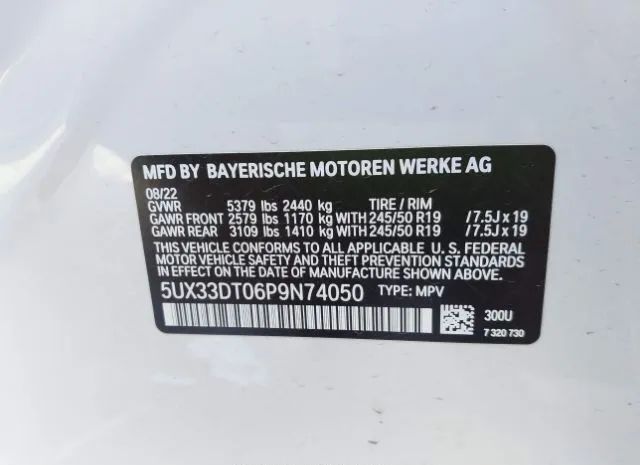 MFD BY BAYERISCHE MOTOREN WERKE AG
08/22
GVWR 5379 lbs 2440 kg TIRE / RIM
GAWR FRONT 2579 lbs 1170 kg WITH 245/50 R19 /7.5J x 19
GAWR REAR 3109 lbs 1410 kg WITH 245/50 R19 /7.5J x 19
THIS VEHICLE CONFORMS TO ALL APPLICABLE U. S. FEDERAL
MOTOR VEHICLE SAFETY AND THEFT PREVENTION STANDARDS IN
EFFECT ON THE DATE OF MANUFACTURE SHOWN ABOVE.
5UX33DT06P9N74050 TYPE: MPV
300U
7 320 730